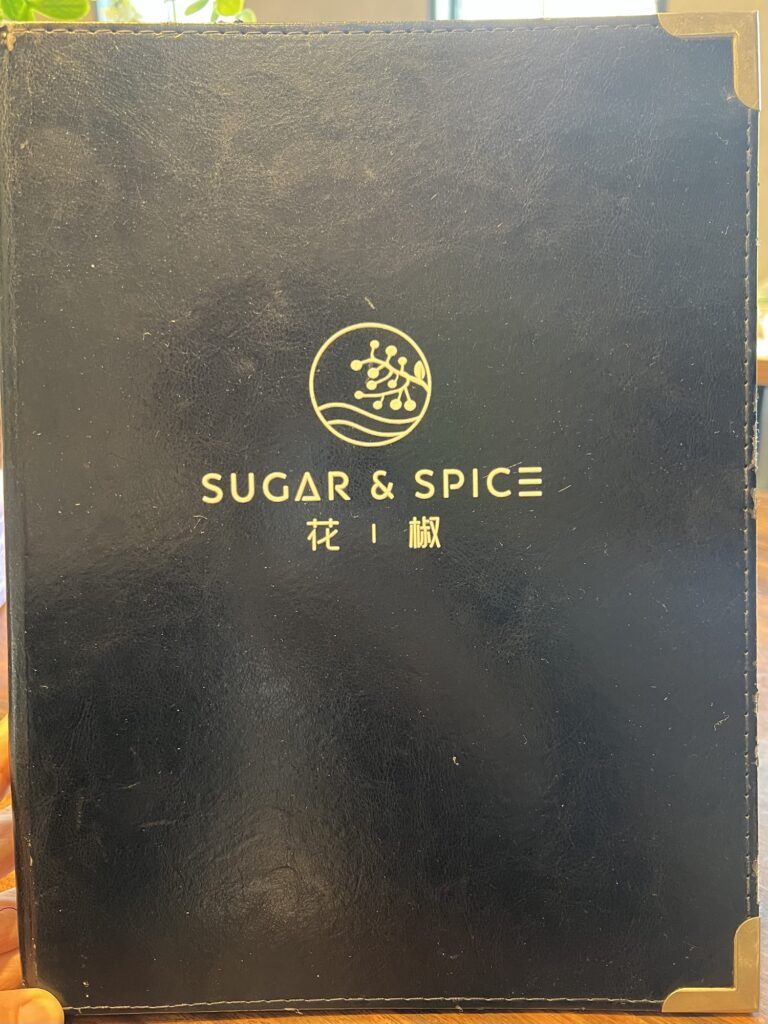 SUGAR & SPICE
花 | 椒